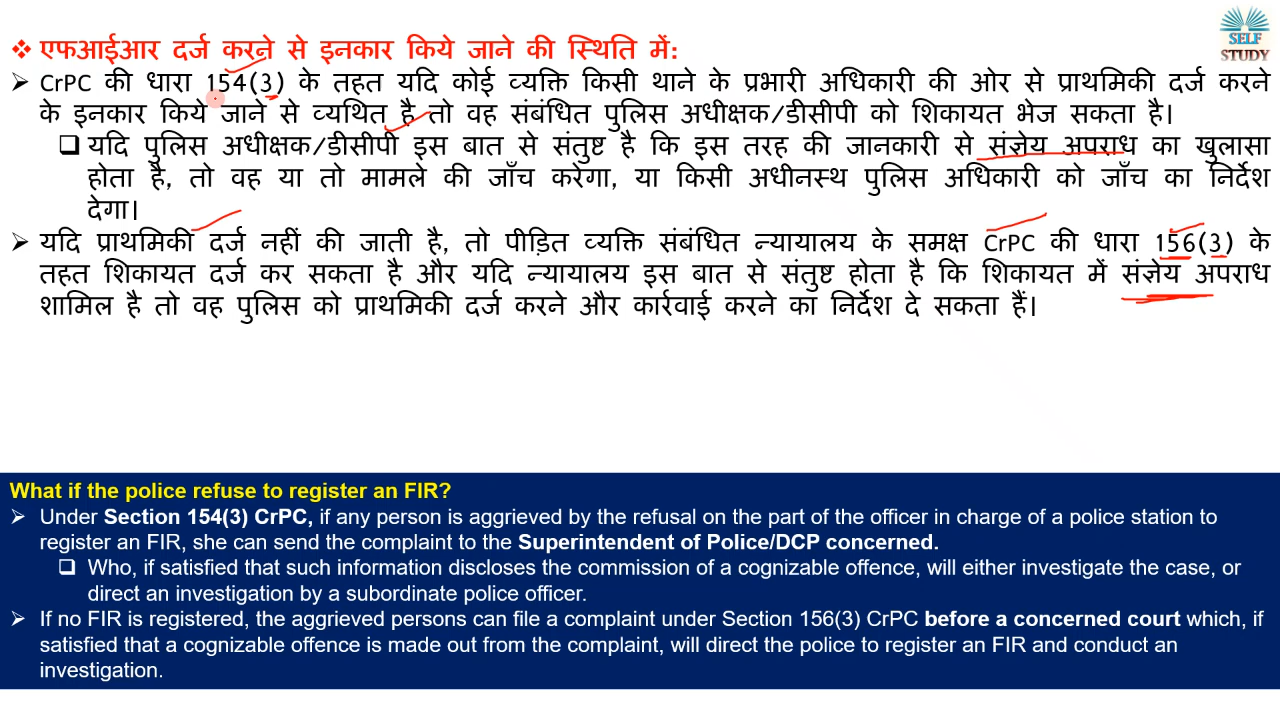 SELF
STUDY
❖ एफआईआर दर्ज करने से इनकार किये जाने की स्थिति में:
➢ CrPC की धारा 154(3) के तहत यदि कोई व्यक्ति किसी थाने के प्रभारी अधिकारी की ओर से प्राथमिकी दर्ज करने
के इनकार किये जाने से व्यथित है तो वह संबंधित पुलिस अधीक्षक/डीसीपी को शिकायत भेज सकता है।
❑ यदि पुलिस अधीक्षक/डीसीपी इस बात से संतुष्ट है कि इस तरह की जानकारी से संज्ञेय अपराध का खुलासा
होता है, तो वह या तो मामले की जाँच करेगा, या किसी अधीनस्थ पुलिस अधिकारी को जाँच का निर्देश
देगा।
➢ यदि प्राथमिकी दर्ज नहीं की जाती है, तो पीड़ित व्यक्ति संबंधित न्यायालय के समक्ष CrPC की धारा 156(3) के
तहत शिकायत दर्ज कर सकता है और यदि न्यायालय इस बात से संतुष्ट होता है कि शिकायत में संज्ञेय अपराध
शामिल है तो वह पुलिस को प्राथमिकी दर्ज करने और कार्रवाई करने का निर्देश दे सकता हैं।
What if the police refuse to register an FIR?
➢ Under Section 154(3) CrPC, if any person is aggrieved by the refusal on the part of the officer in charge of a police station to
register an FIR, she can send the complaint to the Superintendent of Police/DCP concerned.
❑ Who, if satisfied that such information discloses the commission of a cognizable offence, will either investigate the case, or
direct an investigation by a subordinate police officer.
➢ If no FIR is registered, the aggrieved persons can file a complaint under Section 156(3) CrPC before a concerned court which, if
satisfied that a cognizable offence is made out from the complaint, will direct the police to register an FIR and conduct an
investigation.